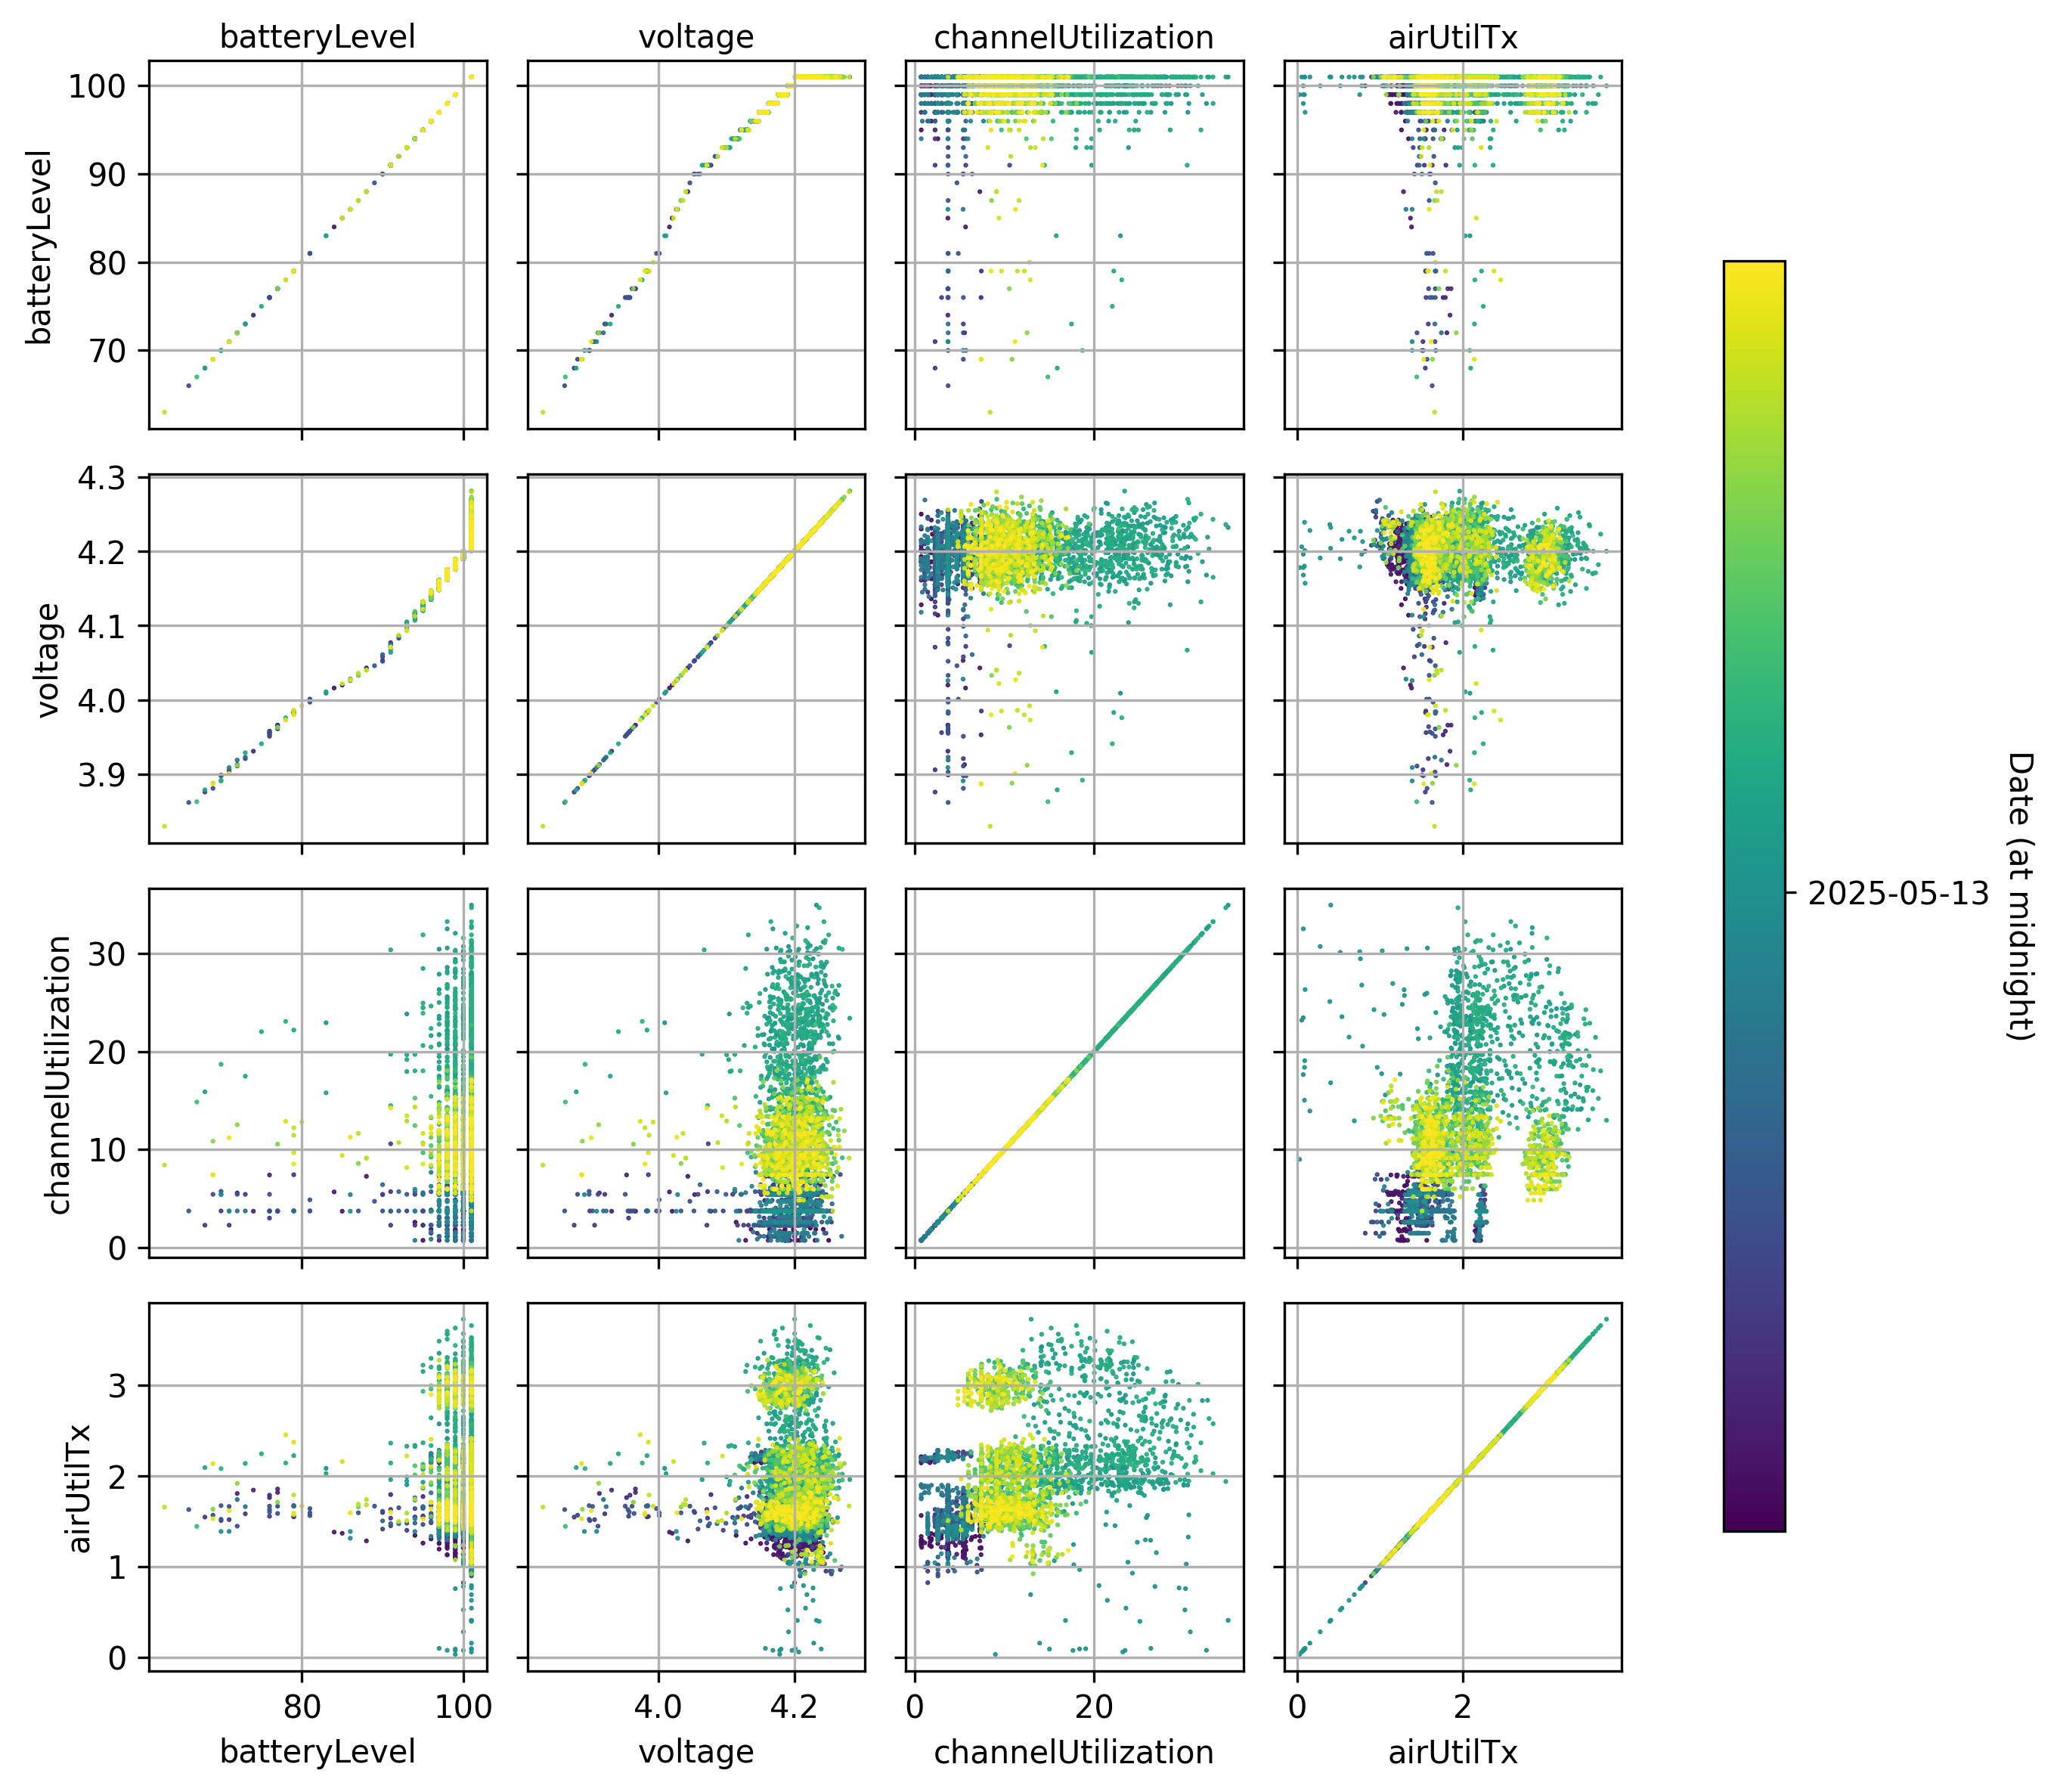 batteryLevel voltage channelUtilization airUtilTx
batteryLevel
100
90
80
70
voltage
4.3
4.2
4.1
4.0
3.9
channelUtilization
30
20
10
0
airUtilTx
3
2
1
0
80 100 4.0 4.2 0 20 0 2
batteryLevel voltage channelUtilization airUtilTx
2025-05-13
Date (at midnight)